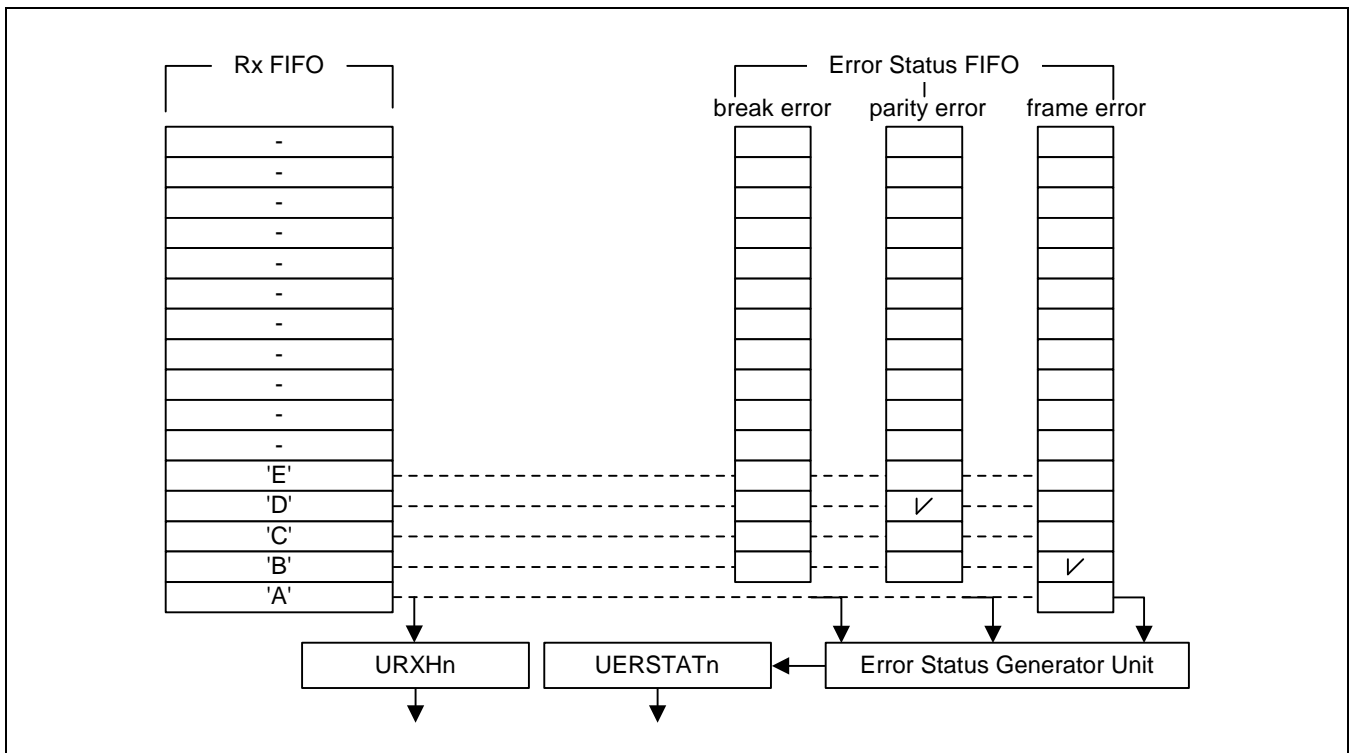 Rx FIFO
Error Status FIFO
break error
parity error
frame error
-
-
-
-
-
-
-
-
-
-
-
'E'
'D'
'C'
'B'
'A'
URXHn
UERSTATn
Error Status Generator Unit